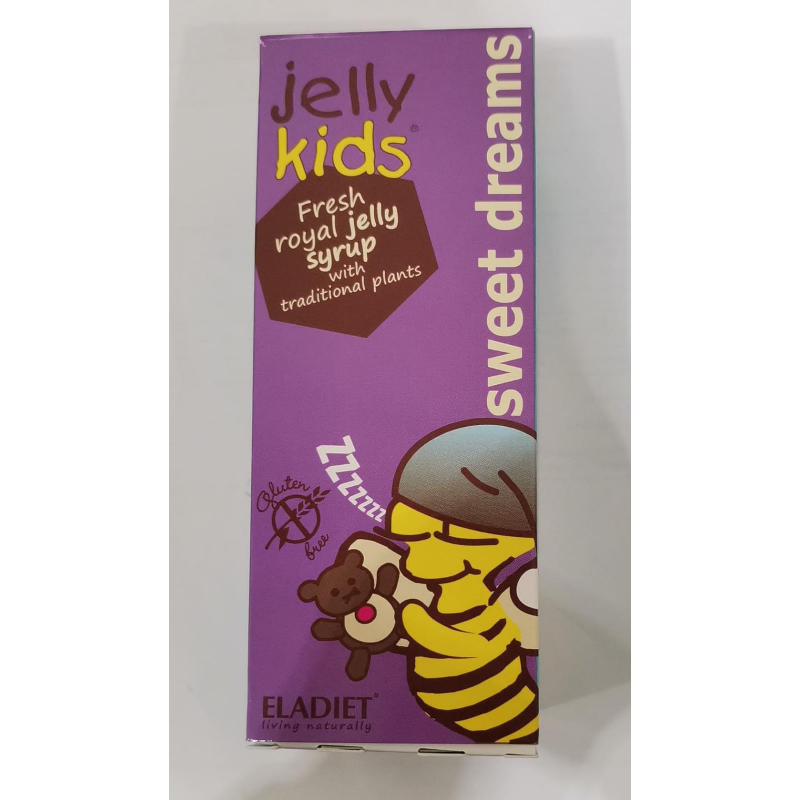 jelly
kids®
Fresh
royal jelly
syrup
with
traditional plants
sweet dreams
ZZzzzzz
gluten
free
ELADIET®
living naturally